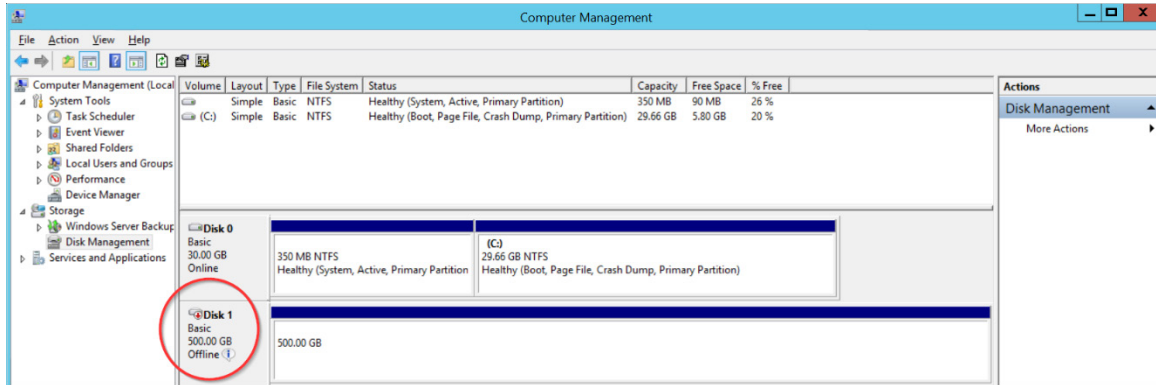 Computer Management
File Action View Help
Computer Management (Local
System Tools
Task Scheduler
Event Viewer
Shared Folders
Local Users and Groups
Performance
Device Manager
Storage
Windows Server Backup
Disk Management
Services and Applications
Volume Layout Type File System Status Capacity Free Space % Free
Simple Basic NTFS Healthy (System, Active, Primary Partition) 350 MB 90 MB 26 %
(C:) Simple Basic NTFS Healthy (Boot, Page File, Crash Dump, Primary Partition) 29.66 GB 5.80 GB 20 %
Disk 0
Basic
30.00 GB
Online
350 MB NTFS
Healthy (System, Active, Primary Partition
(C:)
29.66 GB NTFS
Healthy (Boot, Page File, Crash Dump, Primary Partition)
Disk 1
Basic
500.00 GB
Offline
500.00 GB
Actions
Disk Management
More Actions